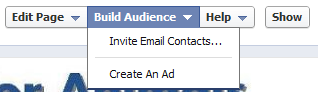 Edit Page Build Audience Help Show
Invite Email Contacts...
Create An Ad